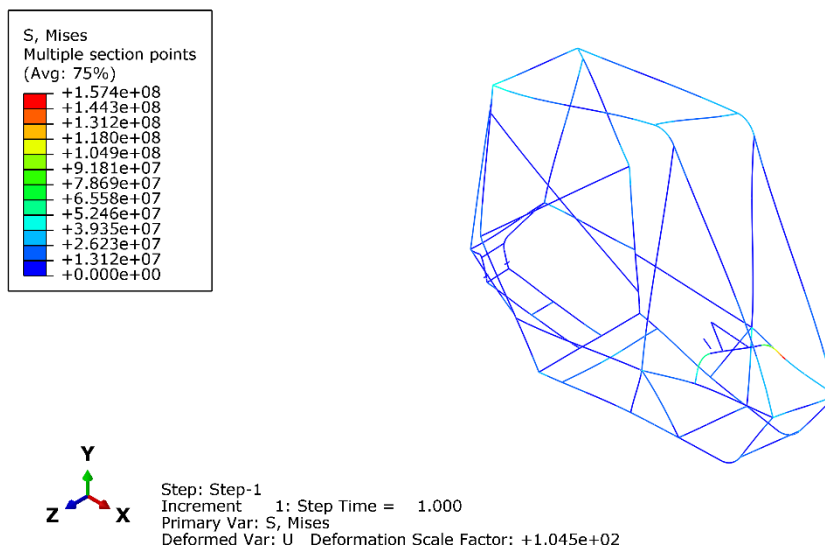 S, Mises
Multiple section points
(Avg: 75%)
+1.574e+08
+1.443e+08
+1.312e+08
+1.180e+08
+1.049e+08
+9.181e+07
+7.869e+07
+6.558e+07
+5.246e+07
+3.935e+07
+2.623e+07
+1.312e+07
+0.000e+00
Y
Z X
Step: Step-1
Increment 1: Step Time = 1.000
Primary Var: S, Mises
Deformed Var: U Deformation Scale Factor: +1.045e+02